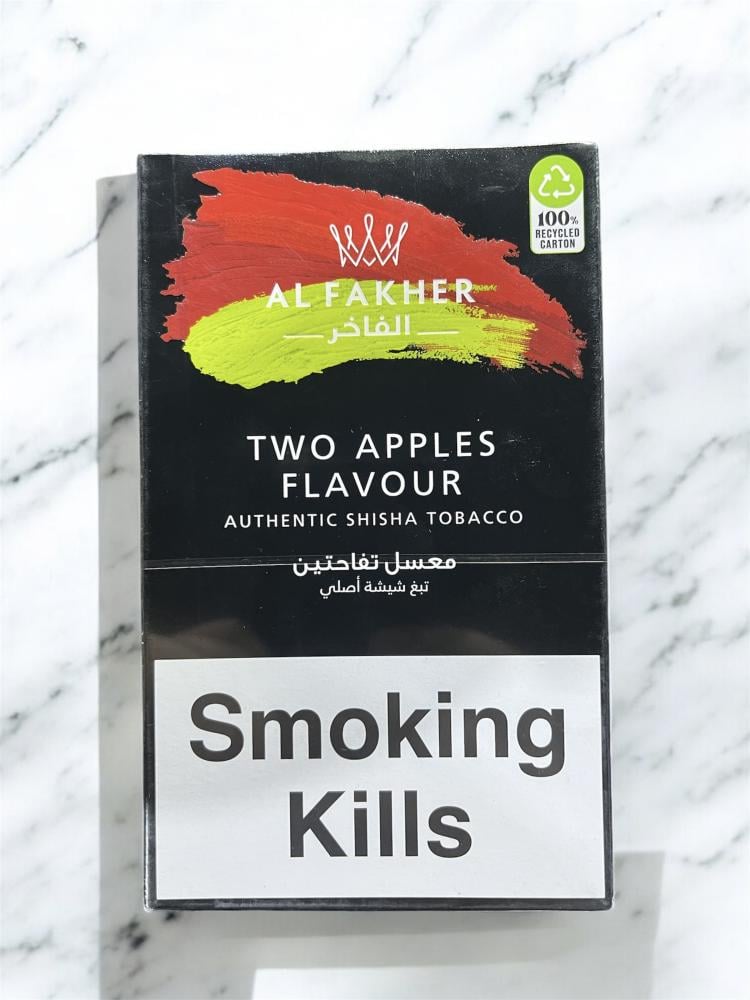 100%
RECYCLED
CARTON
AL FAKHER
الفاخر
TWO APPLES
FLAVOUR
AUTHENTIC SHISHA TOBACCO
معسل تفاحتين
تبغ شيشة أصلي
Smoking
Kills